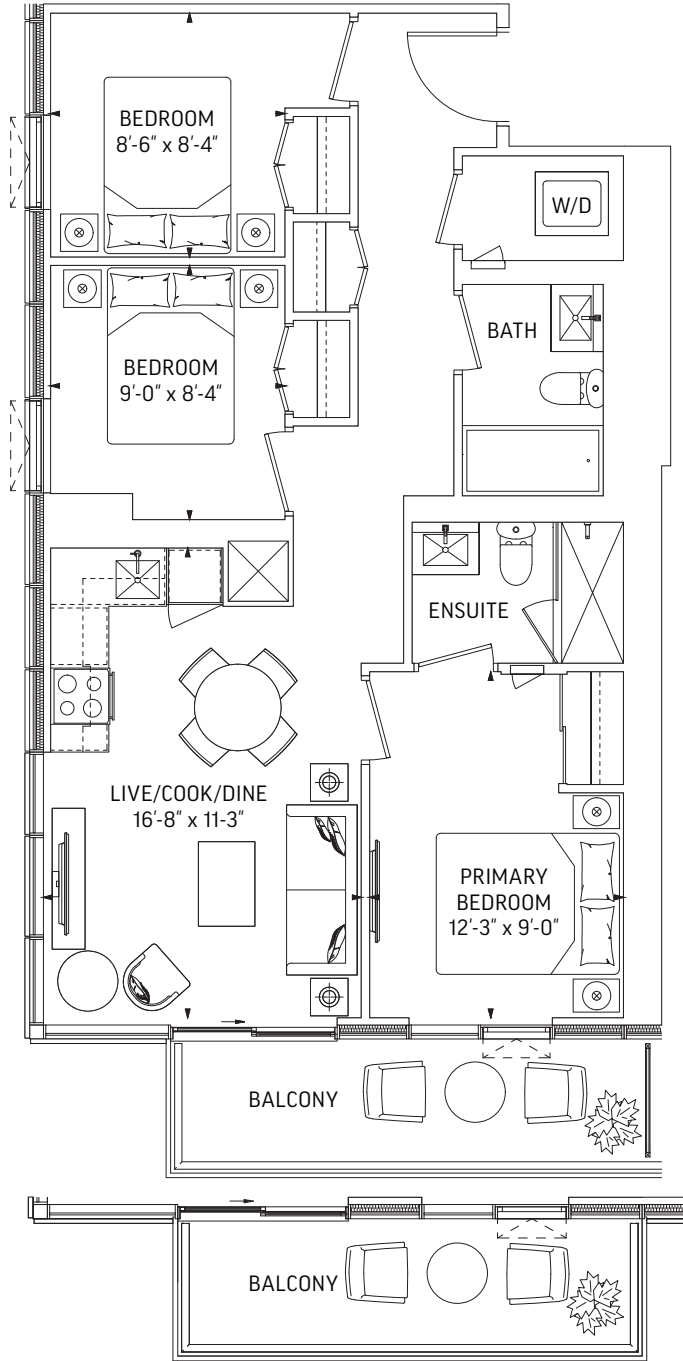 BEDROOM
8'-6" x 8'-4"
W/D
BATH
BEDROOM
9'-0" x 8'-4"
ENSUITE
LIVE/COOK/DINE
16'-8" x 11-3"
PRIMARY
BEDROOM
12'-3" x 9'-0"
BALCONY
BALCONY